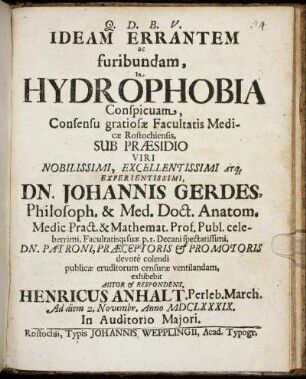 Q. D. B. V.
IDEAM ERRANTEM
ac
furibundam,
In
HYDROPHOBIA
Conspicuam,
Consensu gratiosæ Facultatis Medi-
cæ Rostochiensis.
SUB PRÆSIDIO
VIRI
NOBILISSIMI, EXCELLENTISSIMI atq;
EXPERIENTISSIMI,
DN. JOHANNIS GERDES,
Philosoph. & Med. Doct. Anatom.
Medic Pract. & Mathemat. Prof. Publ. cele-
berrimi. Facultatisq; suæ p.t. Decani spectatissimi,
DN. PATRONI, PRÆCEPTORIS & PROMOTORIS
devotè colendi
publicæ eruditorum censuræ ventilandam,
exhibebit
AUTOR & RESPONDENS,
HENRICUS ANHALT, Perleb. March.
Ad diem 2. Novonbr. Anno MDCLXXXIX.
In Auditorio Majori.
Rostochii, Typis JOHANNIS, WEPPLINGII, Acad. Typogr.